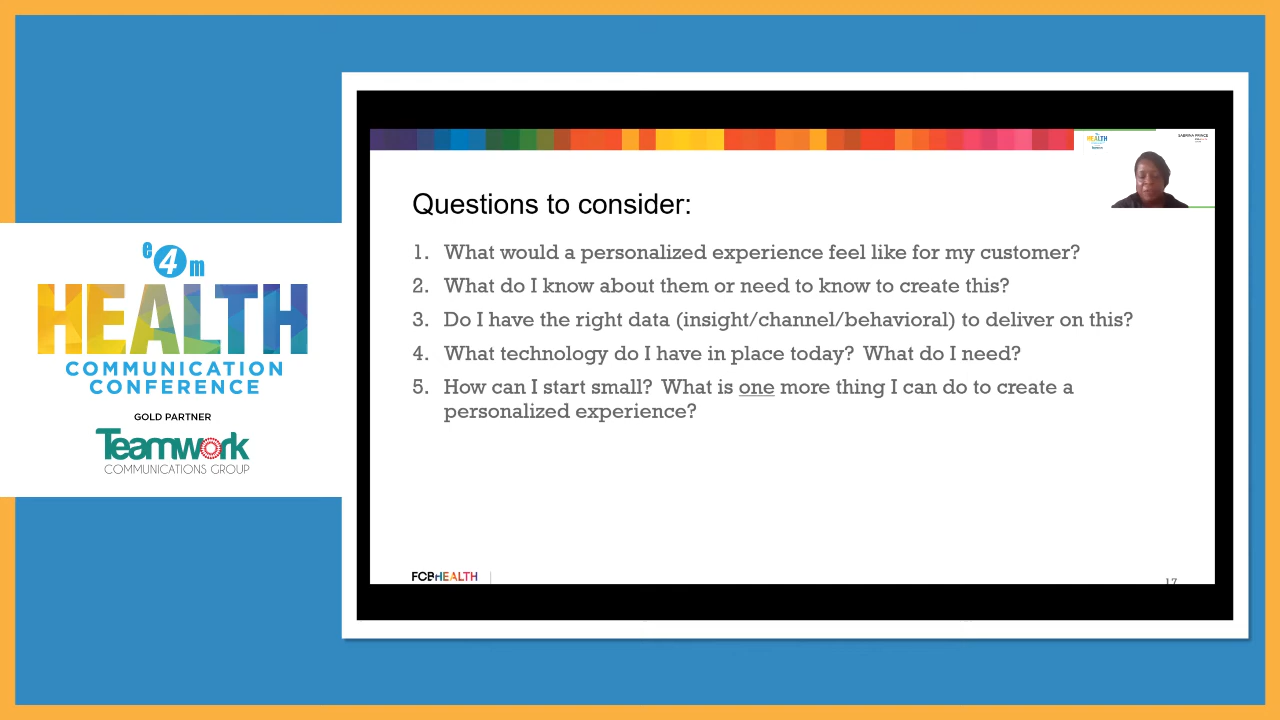 e4m
HEALTH
COMMUNICATION
CONFERENCE
GOLD PARTNER
Teamwork
COMMUNICATIONS GROUP
HEALTH
SABRINA PRINCE
Questions to consider:
1. What would a personalized experience feel like for my customer?
2. What do I know about them or need to know to create this?
3. Do I have the right data (insight/channel/behavioral) to deliver on this?
4. What technology do I have in place today? What do I need?
5. How can I start small? What is one more thing I can do to create a
personalized experience?
FCBHEALTH
17